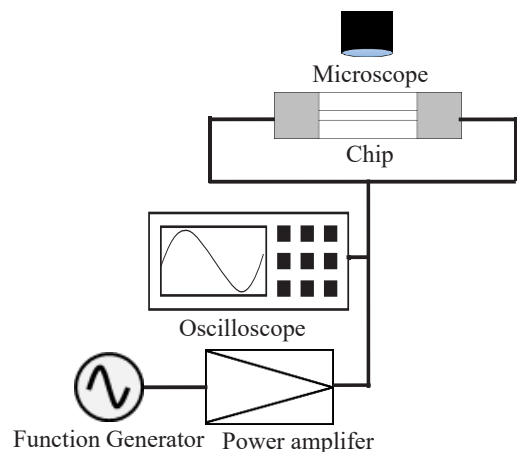 Microscope
Chip
Oscilloscope
Function Generator
Power amplifer